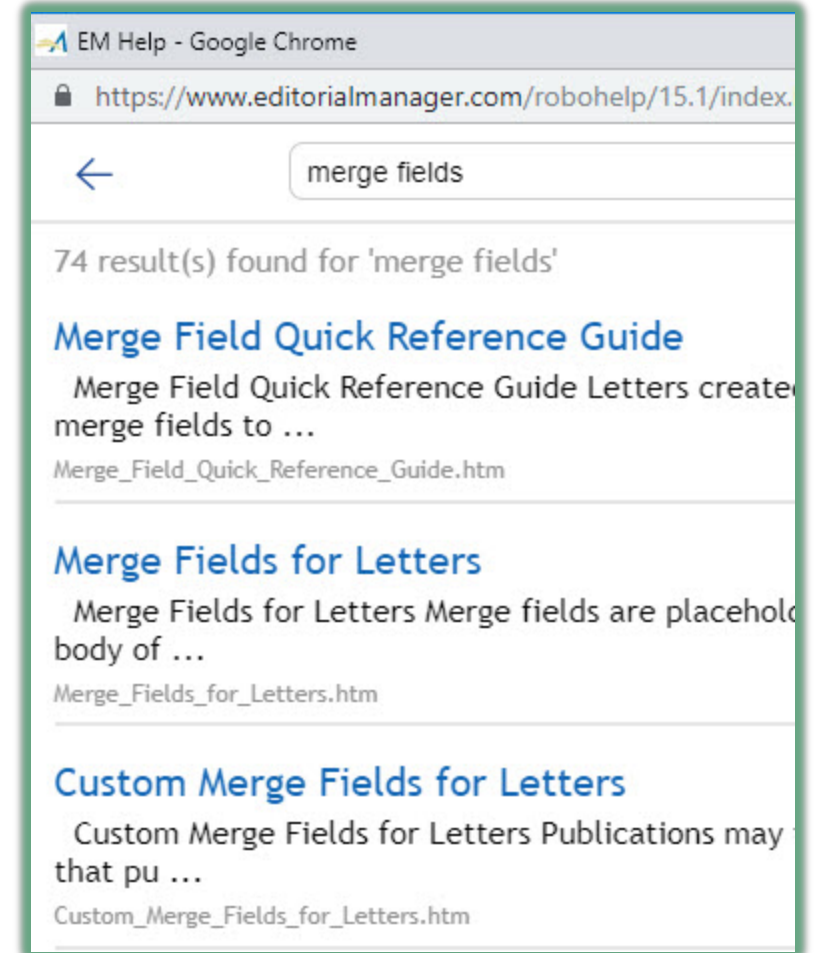 EM Help - Google Chrome
https://www.editorialmanager.com/robohelp/15.1/index.
merge fields
74 result(s) found for 'merge fields'
Merge Field Quick Reference Guide
Merge Field Quick Reference Guide Letters create
merge fields to ...
Merge_Field_Quick_Reference_Guide.htm
Merge Fields for Letters
Merge Fields for Letters Merge fields are placehol
body of ...
Merge_Fields_for_Letters.htm
Custom Merge Fields for Letters
Custom Merge Fields for Letters Publications may
that pu ...
Custom_Merge_Fields_for_Letters.htm